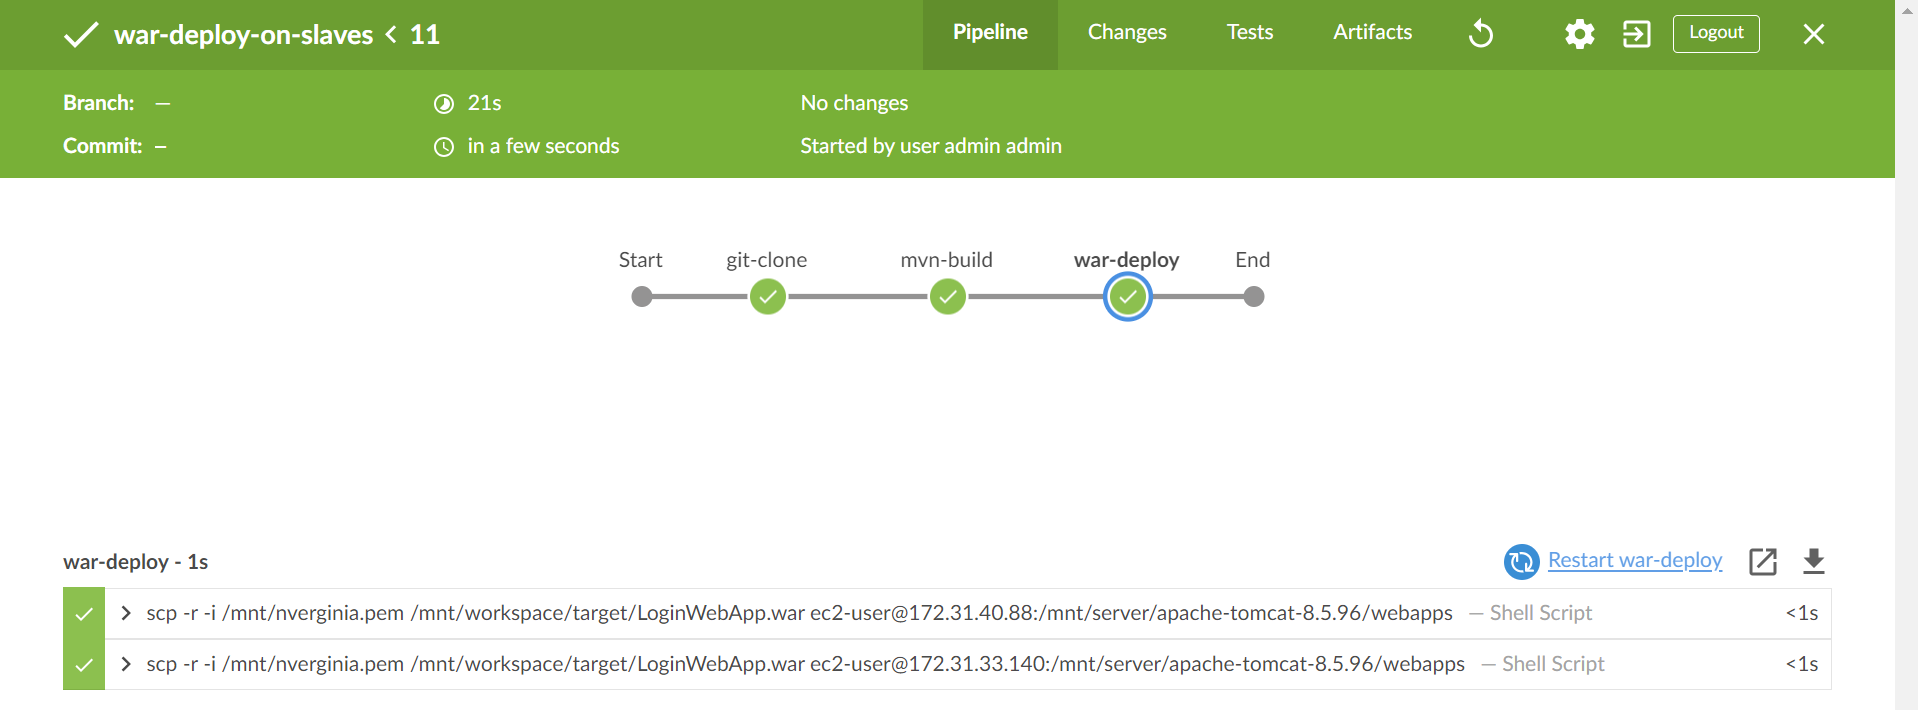 war-deploy-on-slaves < 11
Pipeline Changes Tests Artifacts Logout
Branch: — 21s No changes
Commit: – in a few seconds Started by user admin admin
Start git-clone mvn-build war-deploy End
war-deploy - 1s Restart war-deploy
scp -r -i /mnt/nverginia.pem /mnt/workspace/target/LoginWebApp.war ec2-user@172.31.40.88:/mnt/server/apache-tomcat-8.5.96/webapps — Shell Script <1s
scp -r -i /mnt/nverginia.pem /mnt/workspace/target/LoginWebApp.war ec2-user@172.31.33.140:/mnt/server/apache-tomcat-8.5.96/webapps — Shell Script <1s